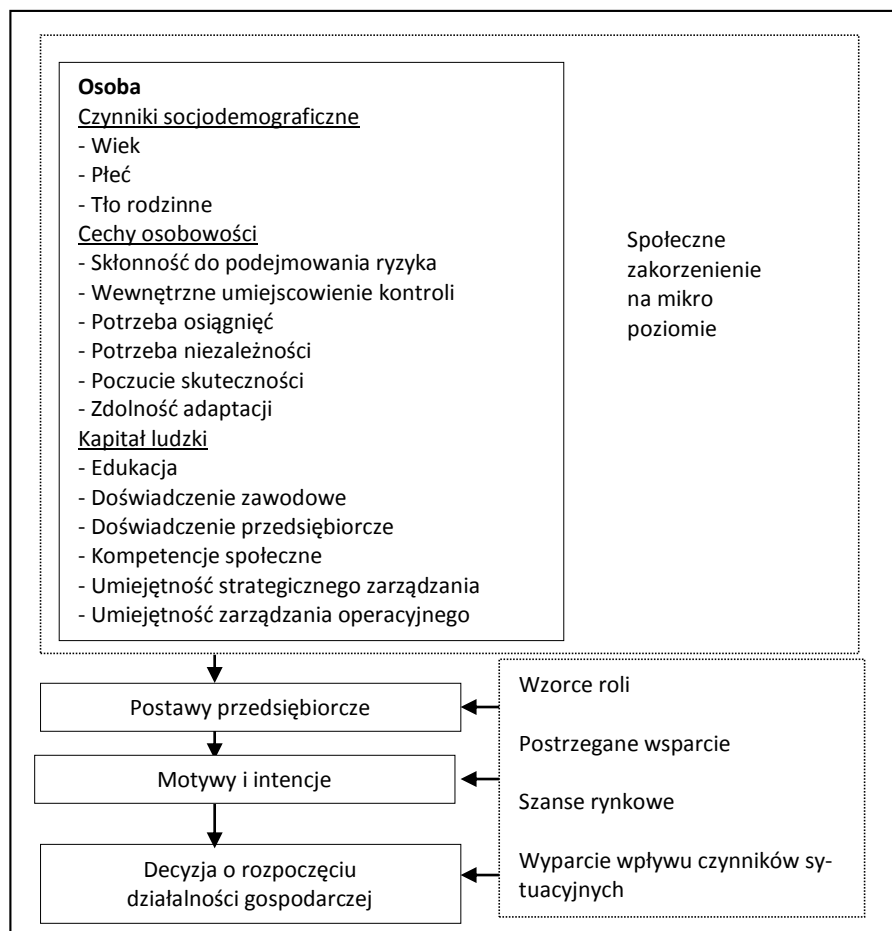 Osoba
Czynniki socjodemograficzne
- Wiek
- Płeć
- Tło rodzinne
Cechy osobowości
- Skłonność do podejmowania ryzyka
- Wewnętrzne umiejscowienie kontroli
- Potrzeba osiągnięć
- Potrzeba niezależności
- Poczucie skuteczności
- Zdolność adaptacji
Kapitał ludzki
- Edukacja
- Doświadczenie zawodowe
- Doświadczenie przedsiębiorcze
- Kompetencje społeczne
- Umiejętność strategicznego zarządzania
- Umiejętność zarządzania operacyjnego
Społeczne
zakorzenienie
na mikro
poziomie
Postawy przedsiębiorcze
Motywy i intencje
Decyzja o rozpoczęciu
działalności gospodarczej
Wzorce roli
Postrzegane wsparcie
Szanse rynkowe
Wyparcie wpływu czynników sy-
tuacyjnych